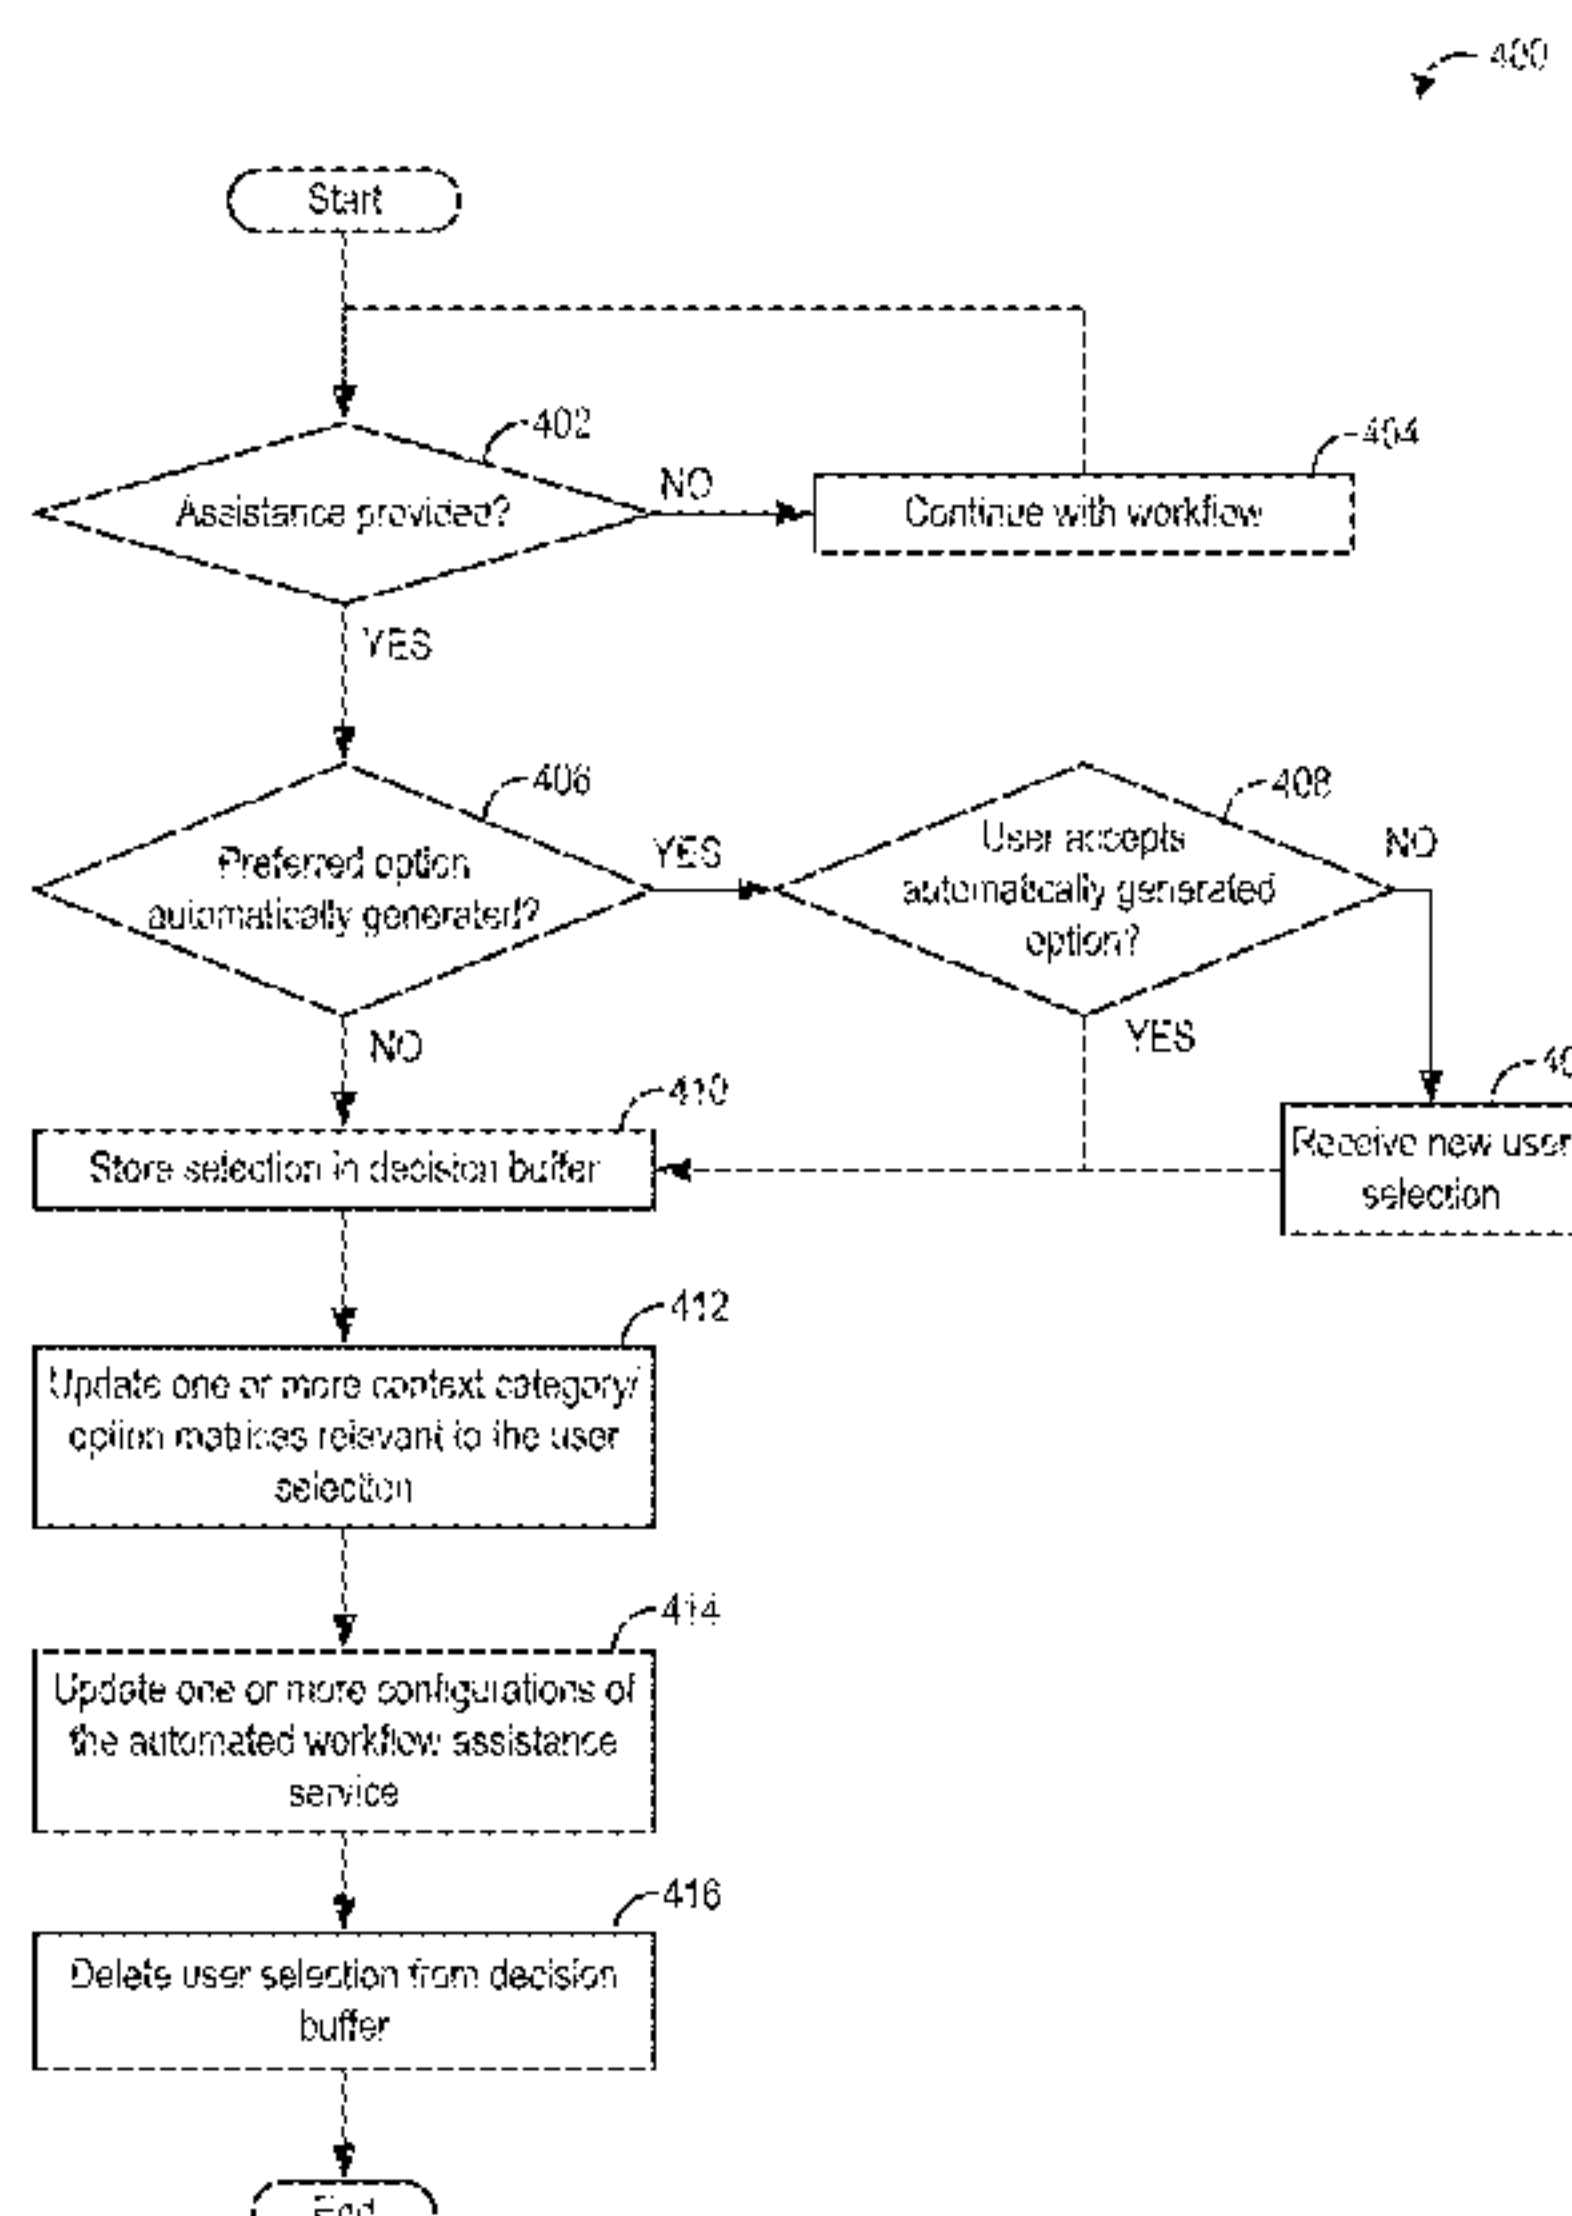 400
Start
402
Assistance provided?
NO
404
Continue with workflow
YES
406
Preferred option
automatically generated?
YES
408
User accepts
automatically generated
option?
NO
NO
YES
410
Store selection in decision buffer
40
Receive new user
selection
412
Update one or more context category/
option matrices relevant to the user
selection
414
Update one or more configurations of
the automated workflow assistance
service
416
Delete user selection from decision
buffer
End